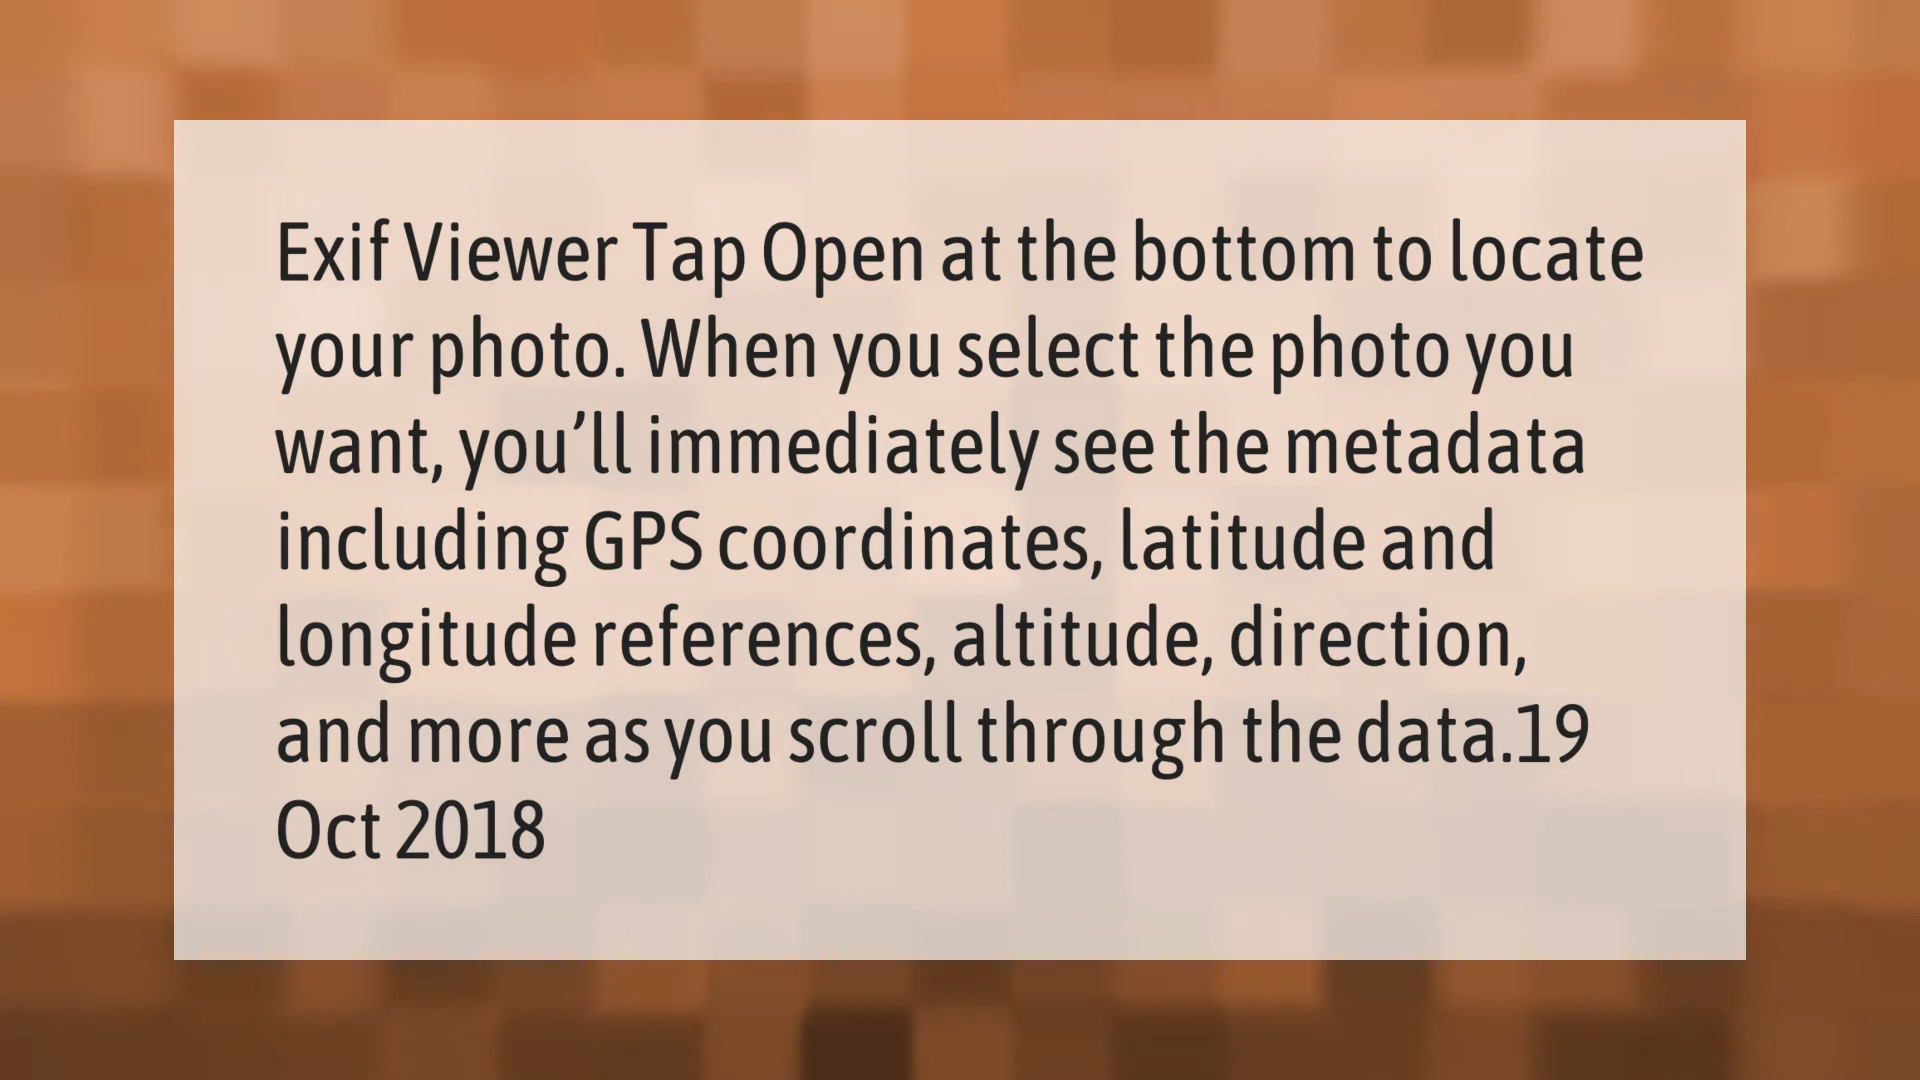 Exif Viewer Tap Open at the bottom to locate
your photo. When you select the photo you
want, you’ll immediately see the metadata
including GPS coordinates, latitude and
longitude references, altitude, direction,
and more as you scroll through the data.19
Oct 2018